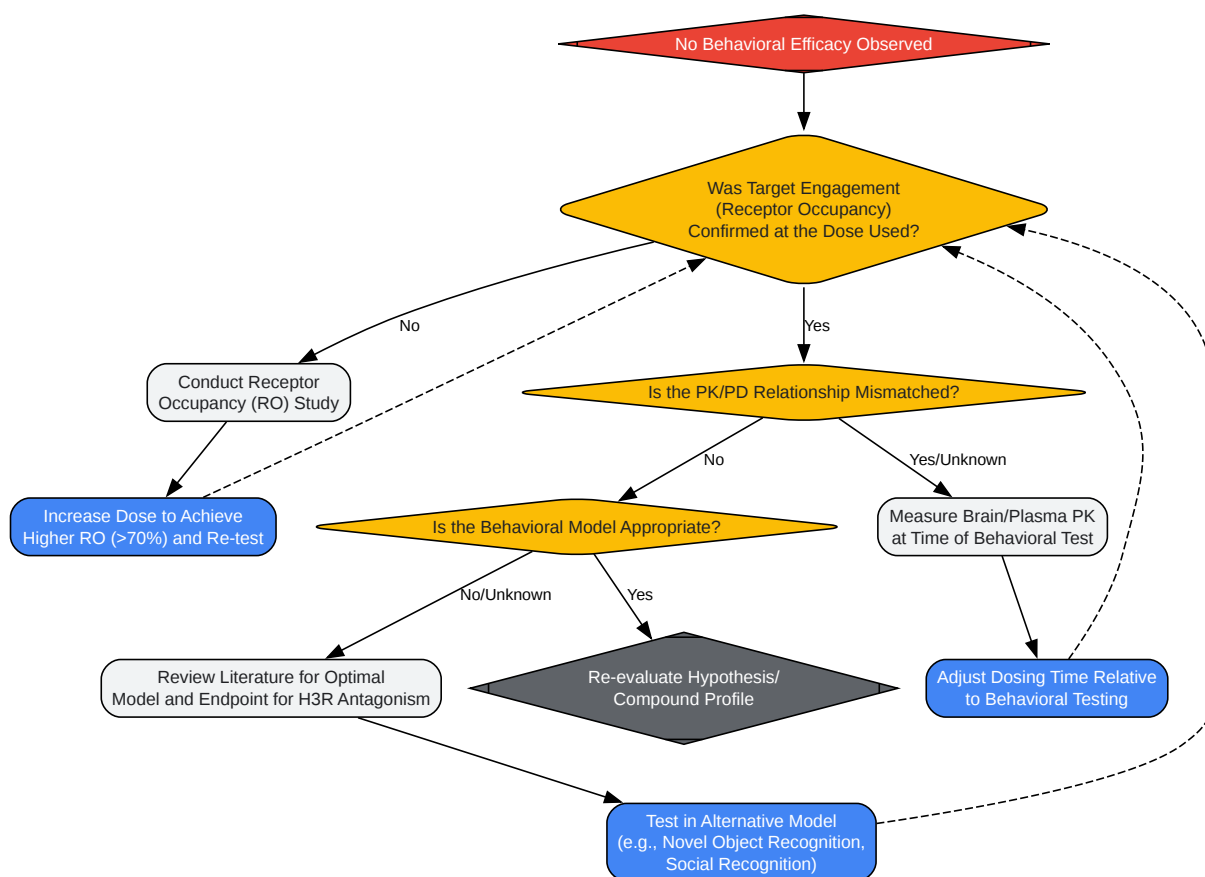 No Behavioral Efficacy Observed
Was Target Engagement
(Receptor Occupancy)
Confirmed at the Dose Used?
No
Yes
Conduct Receptor
Occupancy (RO) Study
Is the PK/PD Relationship Mismatched?
No
Yes/Unknown
Increase Dose to Achieve
Higher RO (>70%) and Re-test
Is the Behavioral Model Appropriate?
Measure Brain/Plasma PK
at Time of Behavioral Test
No/Unknown
Yes
Review Literature for Optimal
Model and Endpoint for H3R Antagonism
Re-evaluate Hypothesis/
Compound Profile
Adjust Dosing Time Relative
to Behavioral Testing
Test in Alternative Model
(e.g., Novel Object Recognition,
Social Recognition)